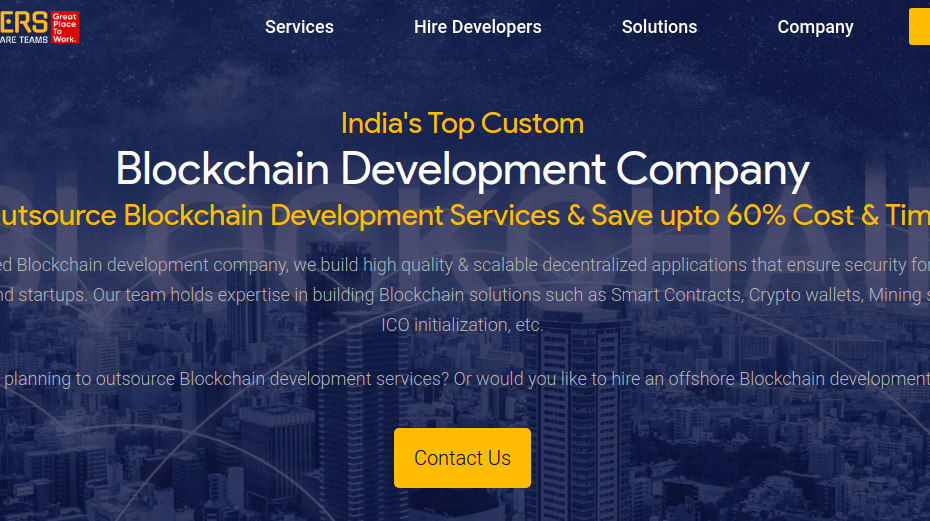 ERS
ARE TEAMS
Great
Place
To
Work.
Services Hire Developers Solutions Company
India's Top Custom
Blockchain Development Company
utsource Blockchain Development Services & Save upto 60% Cost & Tim
ed Blockchain development company, we build high quality & scalable decentralized applications that ensure security for
nd startups. Our team holds expertise in building Blockchain solutions such as Smart Contracts, Crypto wallets, Mining s
ICO initialization, etc.
planning to outsource Blockchain development services? Or would you like to hire an offshore Blockchain development
Contact Us
BLOCKCHAIN